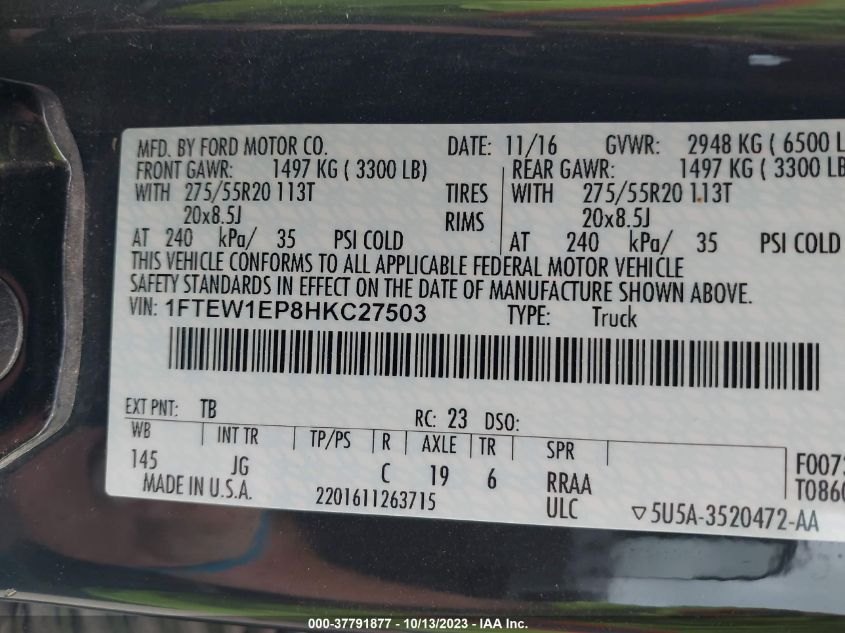 MFD. BY FORD MOTOR CO. DATE: 11/16 GVWR: 2948 KG ( 6500 L
FRONT GAWR: 1497 KG ( 3300 LB) REAR GAWR: 1497 KG ( 3300 LB
WITH 275/55R20 113T TIRES WITH 275/55R20 113T
20x8.5J RIMS 20x8.5J
AT 240 kPa/ 35 PSI COLD AT 240 kPa/ 35 PSI COLD
THIS VEHICLE CONFORMS TO ALL APPLICABLE FEDERAL MOTOR VEHICLE
SAFETY STANDARDS IN EFFECT ON THE DATE OF MANUFACTURE SHOWN ABOVE.
VIN: 1FTEW1EP8HKC27503 TYPE: Truck
EXT PNT: TB RC: 23 DSO:
WB INT TR TP/PS R AXLE TR SPR
145 JG C 19 6 RRAA F0073
MADE IN U.S.A. 2201611263715 ULC ▽5U5A-3520472-AA T0860
000-37791877 - 10/13/2023 - IAA Inc.